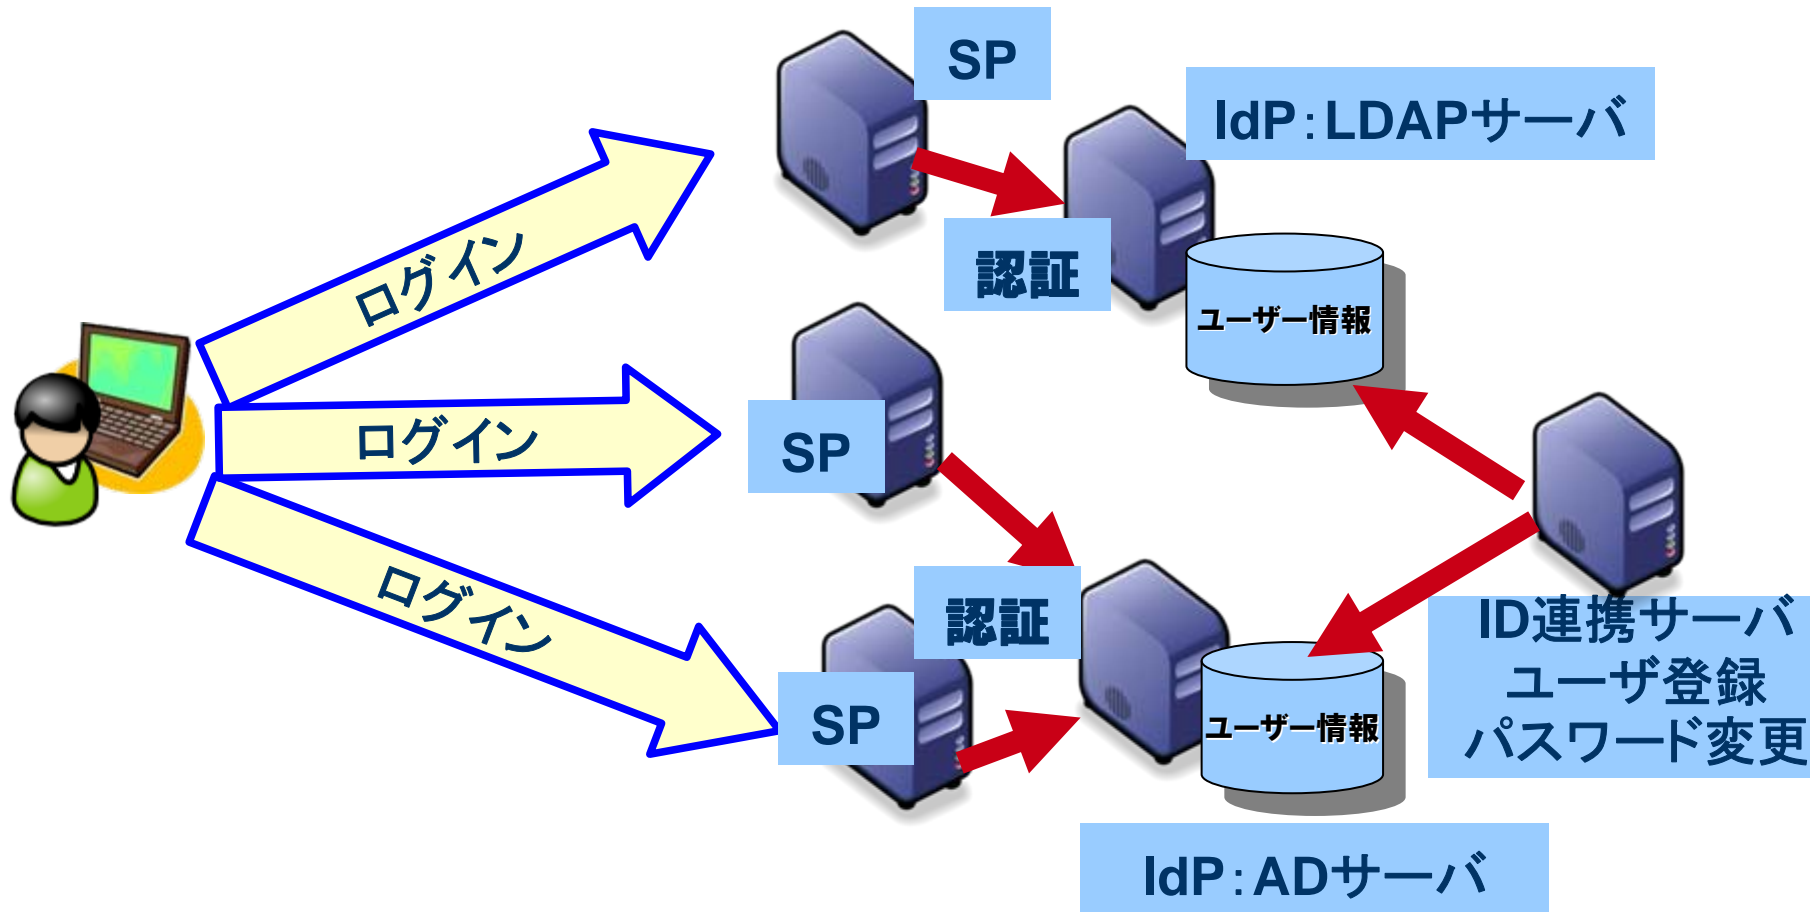 SP
IdP：LDAPサーバ
ログイン
認証
ユーザー情報
ログイン
SP
ログイン
認証
SP
ユーザー情報
ID連携サーバ
ユーザ登録
パスワード変更
IdP：ADサーバ